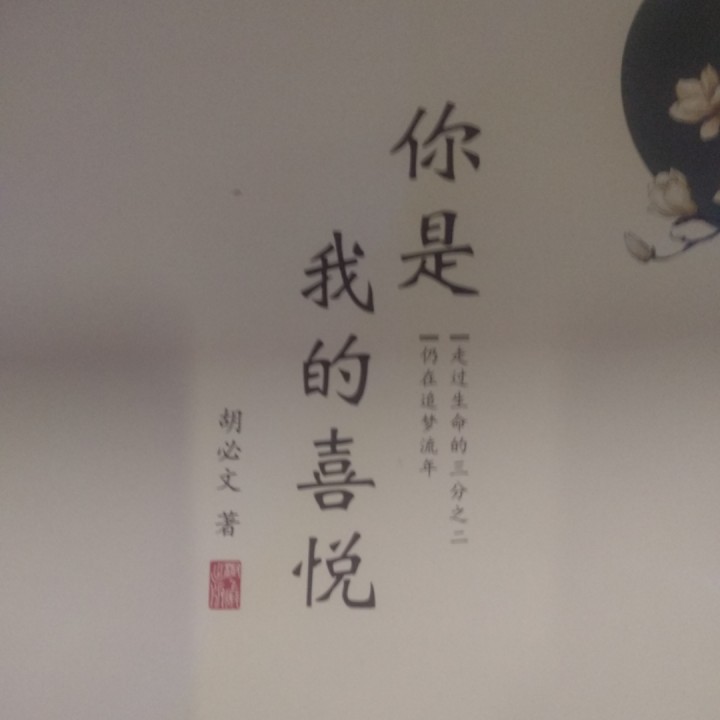 你是
我的喜悦
走过生命的三分之二
仍在追梦流年
胡必文 著